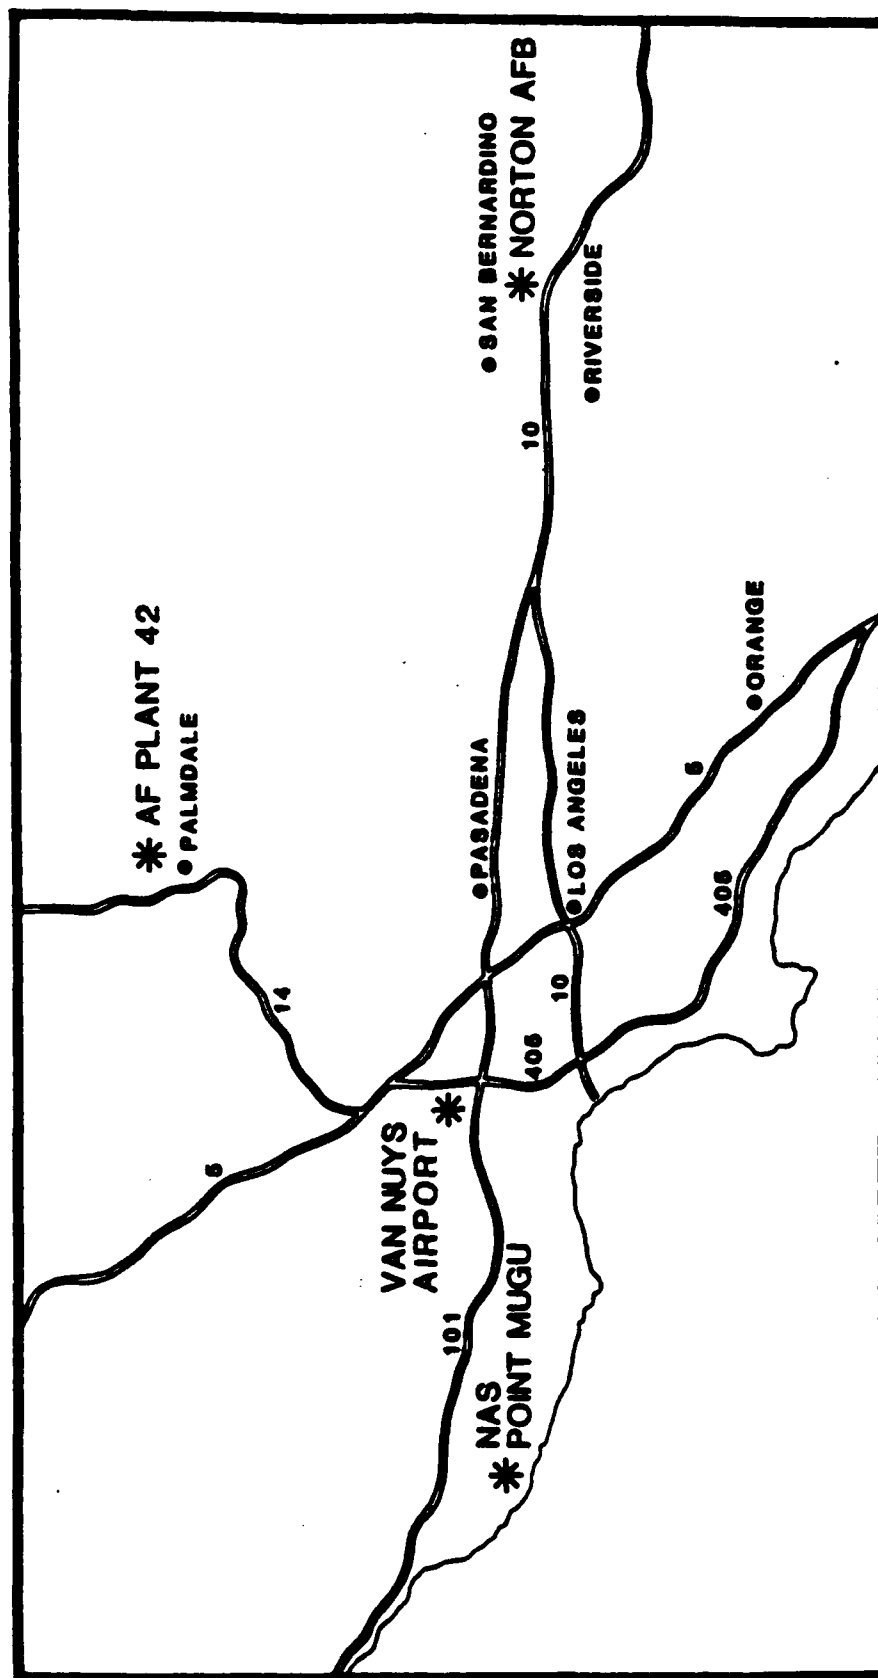 AF PLANT 42
PALMDALE
14
5
VAN NUYS
AIRPORT
101
NAS
POINT MUGU
405
10
PASADENA
LOS ANGELES
5
405
ORANGE
10
SAN BERNARDINO
NORTON AFB
RIVERSIDE